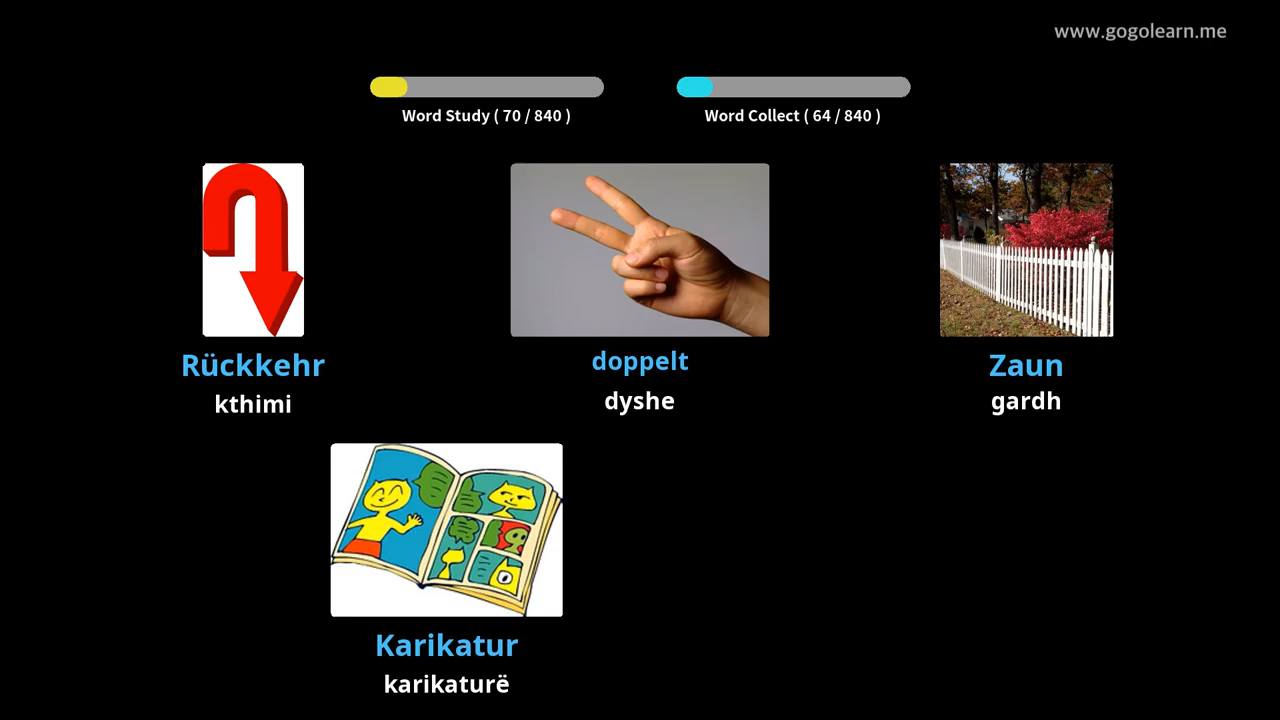 www.gogolearn.me
Word Study ( 70 / 840 )
Word Collect ( 64 / 840 )
Rückkehr
kthimi
doppelt
dyshe
Zaun
gardh
Karikatur
karikaturë